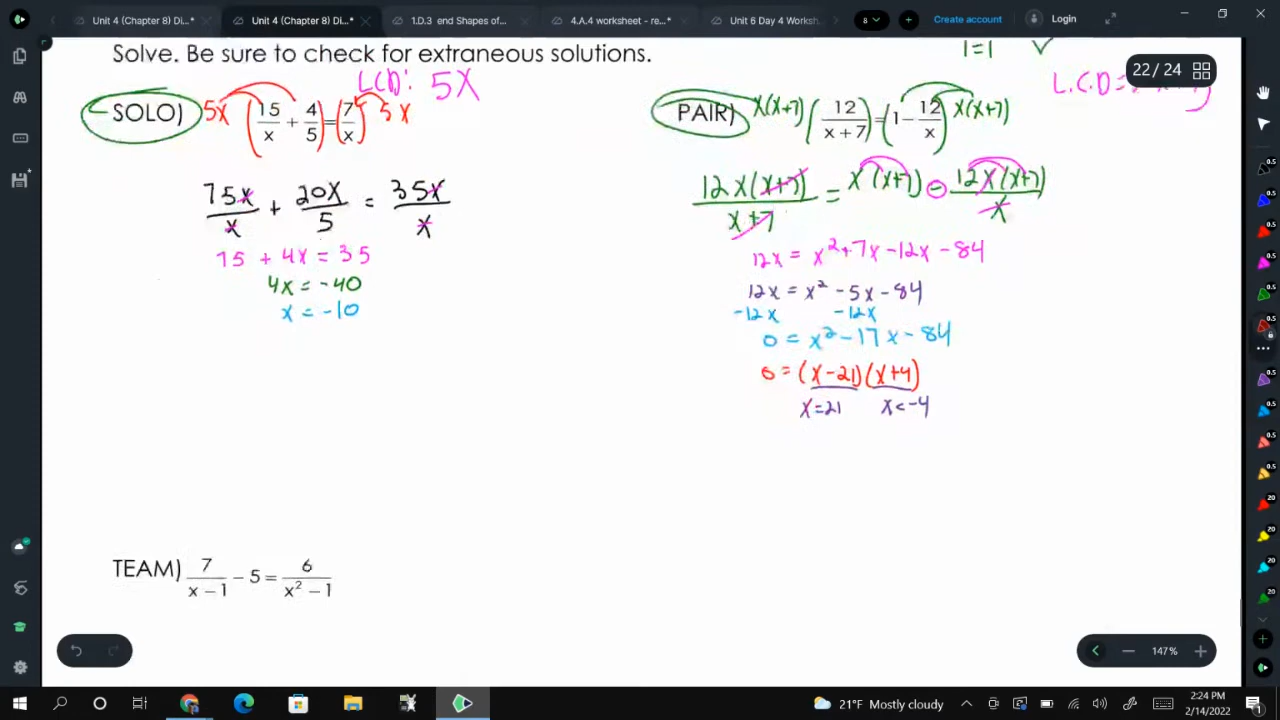 Unit 4 (Chapter 8) Di...*
Unit 4 (Chapter 8) Di...*
1.D.3 end Shapes of...
4.A.4 worksheet - re...*
Unit 6 Day 4 Worksh...
8
Create account
Login
Solve. Be sure to check for extraneous solutions.
1=1 ✓
22 / 24
LCD: 5X
L.C.D=
SOLO) 5x (15/x + 4/5) = (7/x) 5x
PAIR) x(x+7) (12/(x+7)) = (1 - 12/x) x(x+7)
75x/x + 20x/5 = 35x/x
12x(x+7)/(x+7) = x(x+7) - 12x(x+7)/x
75 + 4x = 35
12x = x²+7x-12x-84
4x = -40
12x = x² -5x-84
x = -10
-12x -12x
0 = x²-17x-84
0 = (x-21)(x+4)
x=21 x=-4
TEAM) 7/(x-1) - 5 = 6/(x²-1)
147%
21°F Mostly cloudy
2:24 PM
2/14/2022